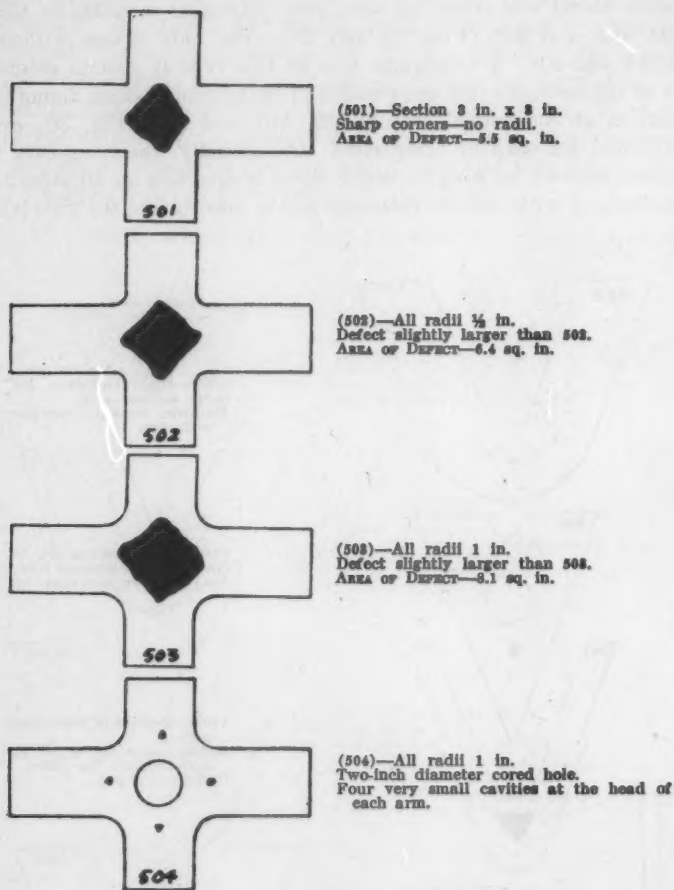 (501)—Section 3 in. x 3 in.
Sharp corners—no radii.
AREA OF DEFECT—5.5 sq. in.
501
(502)—All radii ½ in.
Defect slightly larger than
AREA OF DEFECT—6.4 sq. in.
502
(503)—All radii 1 in.
Defect slightly larger than
AREA OF DEFECT—8.1 sq. in.
503
(504)—All radii 1 in.
Two-inch diameter cored hole.
Four very small cavities at the head of
each arm.
504